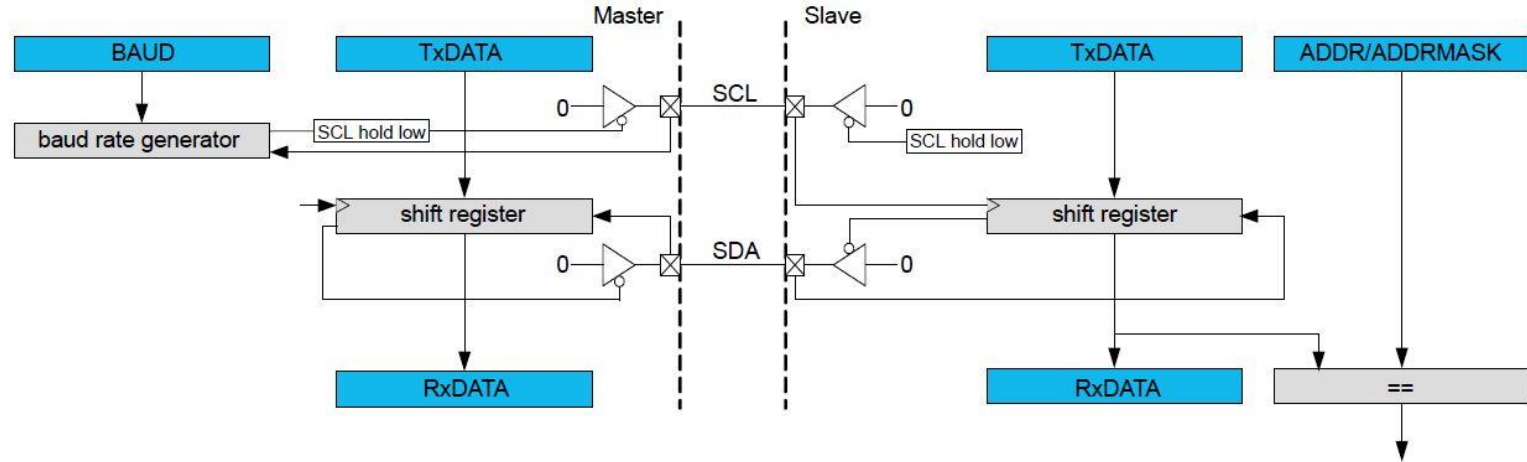 Master
Slave
BAUD
TxDATA
TxDATA
ADDR/ADDRMASK
0
SCL
0
baud rate generator
SCL hold low
SCL hold low
shift register
shift register
0
SDA
0
RxDATA
RxDATA
==